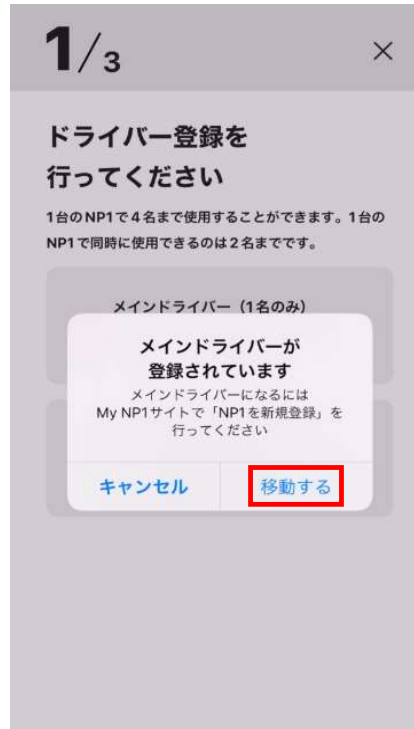 1/3 ×
ドライバー登録を
行ってください
1台のNP1で4名まで使用することができます。1台の
NP1で同時に使用できるのは2名までです。
メインドライバー（1名のみ）
メインドライバーが
登録されています
メインドライバーになるには
My NP1サイトで「NP1を新規登録」を
行ってください
キャンセル 移動する